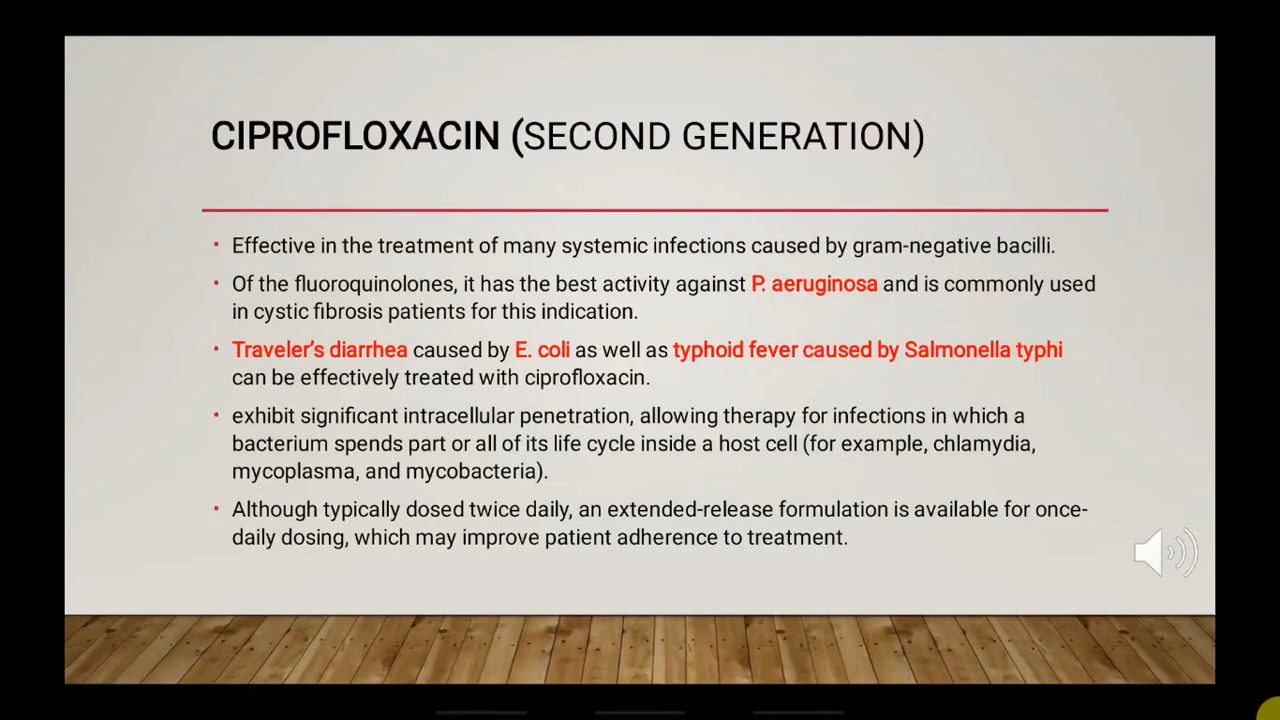 CIPROFLOXACIN (SECOND GENERATION)
• Effective in the treatment of many systemic infections caused by gram-negative bacilli.
• Of the fluoroquinolones, it has the best activity against P. aeruginosa and is commonly used
in cystic fibrosis patients for this indication.
• Traveler's diarrhea caused by E. coli as well as typhoid fever caused by Salmonella typhi
can be effectively treated with ciprofloxacin.
• exhibit significant intracellular penetration, allowing therapy for infections in which a
bacterium spends part or all of its life cycle inside a host cell (for example, chlamydia,
mycoplasma, and mycobacteria).
• Although typically dosed twice daily, an extended-release formulation is available for once-
daily dosing, which may improve patient adherence to treatment.